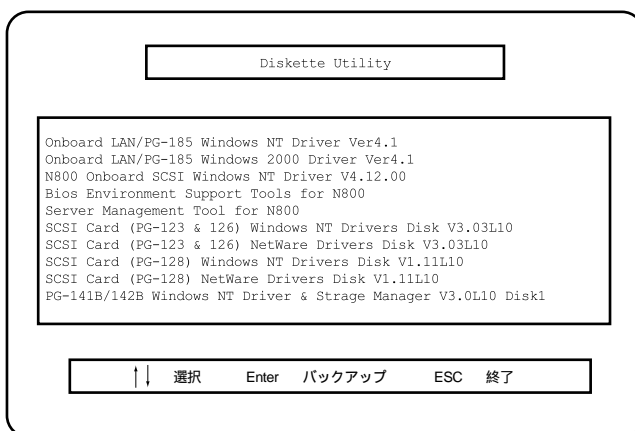 Diskette Utility
Onboard LAN/PG-185 Windows NT Driver Ver4.1
Onboard LAN/PG-185 Windows 2000 Driver Ver4.1
N800 Onboard SCSI Windows NT Driver V4.12.00
Bios Environment Support Tools for N800
Server Management Tool for N800
SCSI Card (PG-123 & 126) Windows NT Drivers Disk V3.03L10
SCSI Card (PG-123 & 126) NetWare Drivers Disk V3.03L10
SCSI Card (PG-128) Windows NT Drivers Disk V1.11L10
SCSI Card (PG-128) NetWare Drivers Disk V1.11L10
PG-141B/142B Windows NT Driver & Strage Manager V3.0L10 Disk1
↑↓ 選択 Enter バックアップ ESC 終了